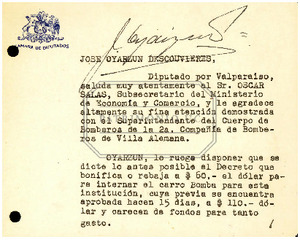 CAMARA DE DIPUTADOS
JOSE OYARZUN DESCOUVIERES,
Diputado por Valparaíso,
saluda muy atentamente al Sr. OSCAR
SALAS, Subsecretario del Ministerio
de Economía y Comercio, y le agradece
altamente su fina atención demostrada
con el Superintendente del Cuerpo de
Bomberos de la 2a. Compañía de Bombe-
ros de Villa Alemana.
OYARZUN, le ruega disponer que se
dicte lo antes posible el Decreto que
bonifica o rebaja a $ 60.- el dólar pa-
ra internar el carro Bomba para este
institución, cuya previa se encuentra
aprobada hacen 15 días, a $ 110.- dó-
lar y carecen de fondos para tanto
gasto.